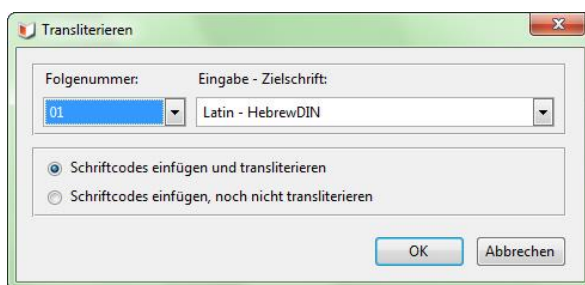 Transliterieren
Folgenummer: Eingabe - Zielschrift:
01 Latin - HebrewDIN
Schriftcodes einfügen und transliterieren
Schriftcodes einfügen, noch nicht transliterieren
OK Abbrechen